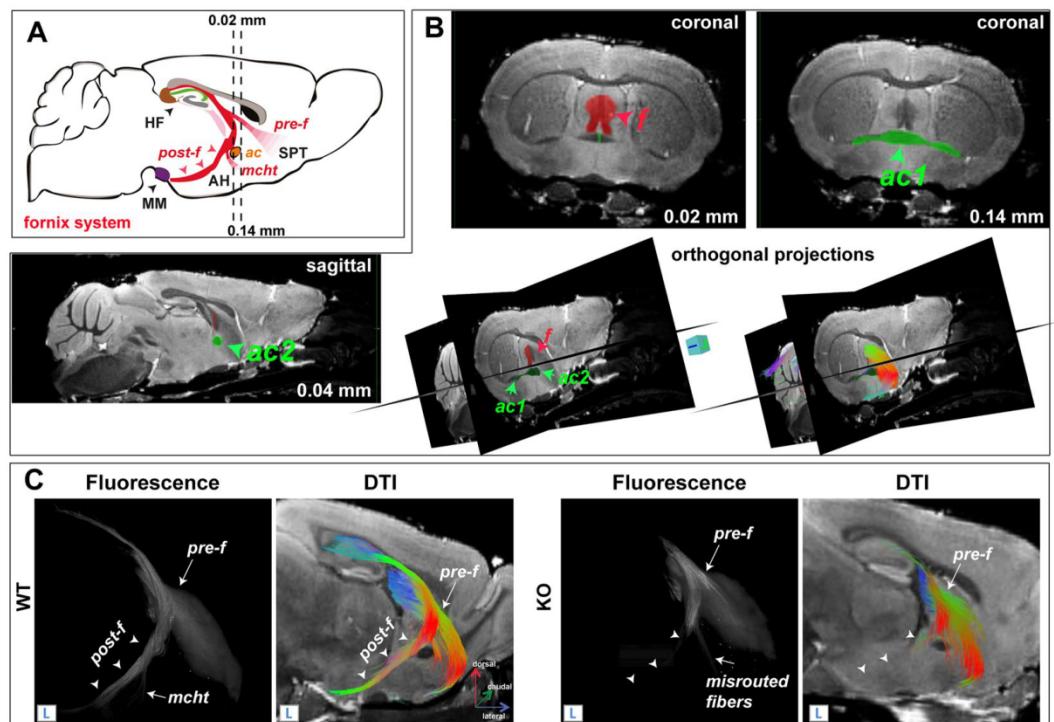 A
0.02 mm
HF
pre-f
post-f
ac
SPT
mcht
AH
MM
fornix system
0.14 mm
B
coronal
f
0.02 mm
coronal
ac1
0.14 mm
sagittal
ac2
0.04 mm
orthogonal projections
f
ac1
ac2
C
Fluorescence
DTI
WT
pre-f
post-f
mcht
L
pre-f
post-f
dorsal
caudal
lateral
L
Fluorescence
DTI
KO
pre-f
misrouted
fibers
L
pre-f
L